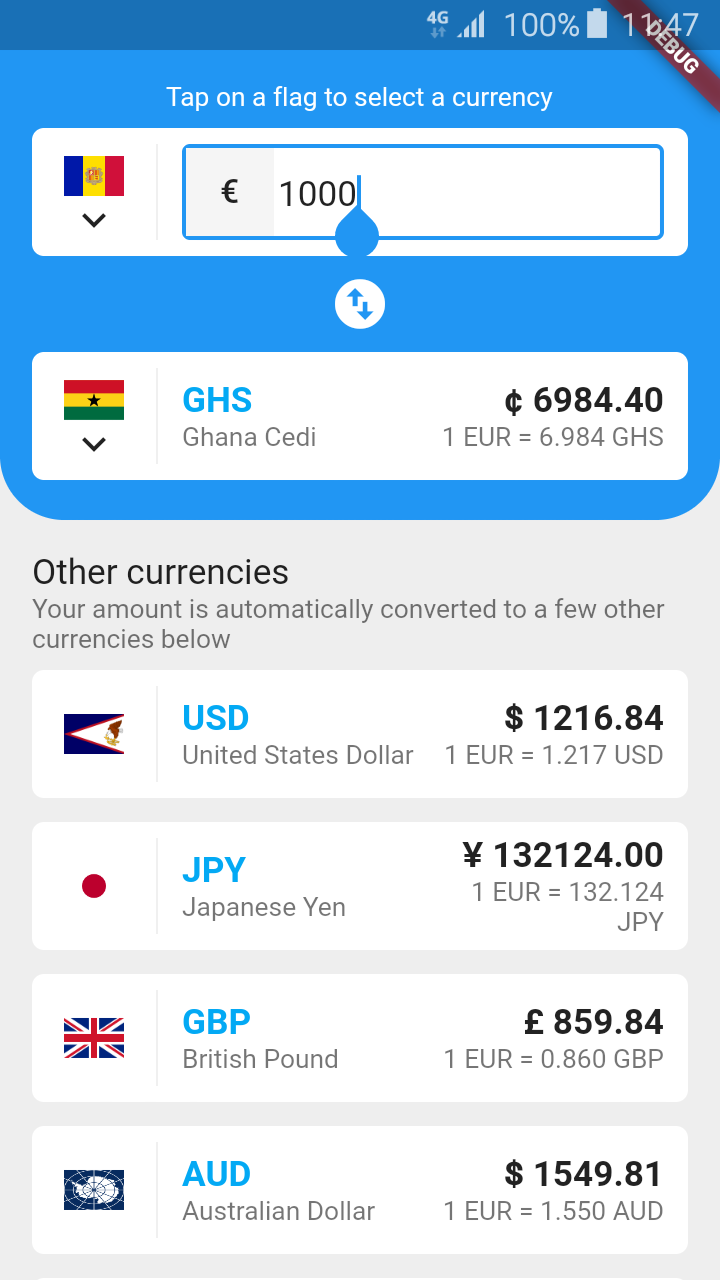 4G 100% 11:47
DEBUG
Tap on a flag to select a currency
€ 1000
GHS ¢ 6984.40
Ghana Cedi 1 EUR = 6.984 GHS
Other currencies
Your amount is automatically converted to a few other
currencies below
USD $ 1216.84
United States Dollar 1 EUR = 1.217 USD
JPY ¥ 132124.00
Japanese Yen 1 EUR = 132.124
JPY
GBP £ 859.84
British Pound 1 EUR = 0.860 GBP
AUD $ 1549.81
Australian Dollar 1 EUR = 1.550 AUD